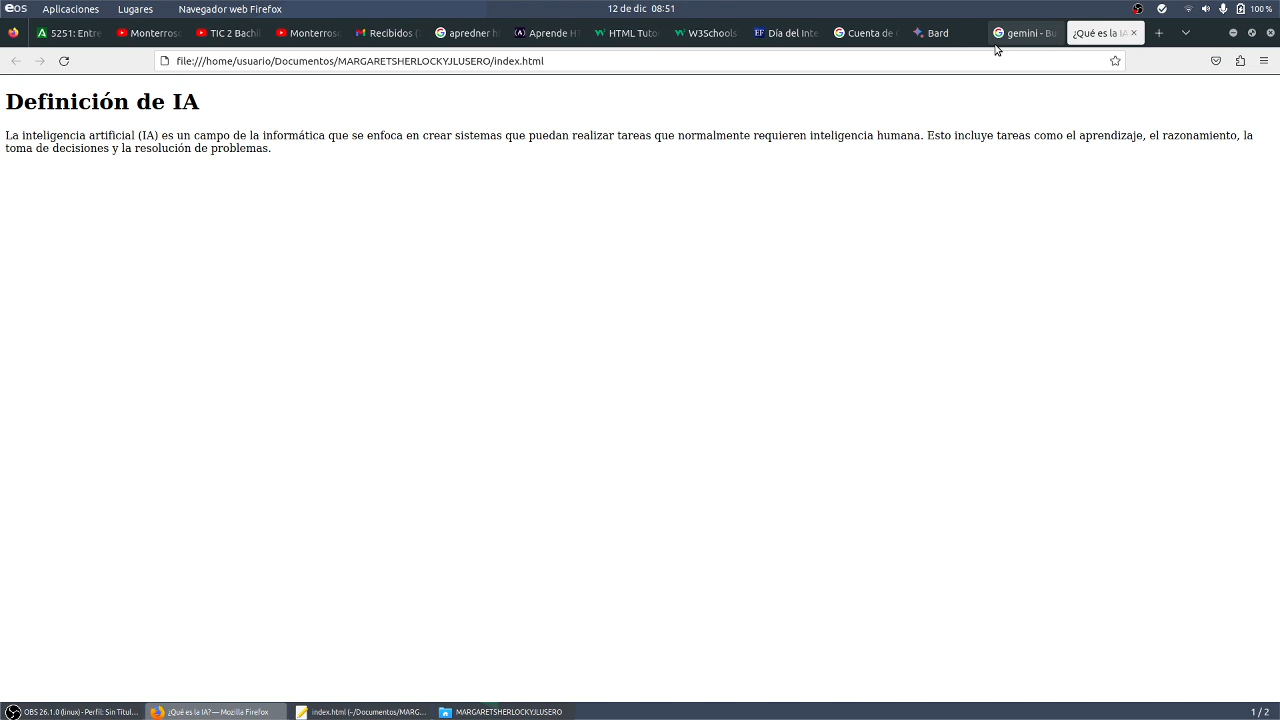 eos Aplicaciones Lugares Navegador web Firefox 12 de dic 08:51 100 %
5251: Entre Monterroso TIC 2 Bachil Monterroso Recibidos ( apredner h Aprende HT HTML Tuto W3Schools Día del Inte Cuenta de Bard gemini - Bu ¿Qué es la IA
file:///home/usuario/Documentos/MARGARETSHERLOCKYJLUSERO/index.html
Definición de IA
La inteligencia artificial (IA) es un campo de la informática que se enfoca en crear sistemas que puedan realizar tareas que normalmente requieren inteligencia humana. Esto incluye tareas como el aprendizaje, el razonamiento, la
toma de decisiones y la resolución de problemas.
OBS 26.1.0 (linux) - Perfil: Sin Títul... ¿Qué es la IA? — Mozilla Firefox index.html (~/Documentos/MARG... MARGARETSHERLOCKYJLUSERO 1 / 2